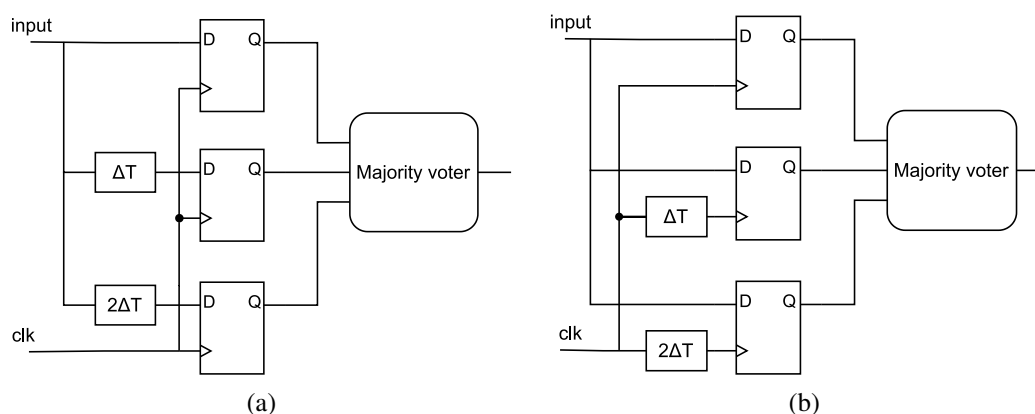 input
D Q
ΔT
D Q
Majority voter
2ΔT
D Q
clk
(a)
input
D Q
D Q
Majority voter
ΔT
D Q
clk
2ΔT
(b)